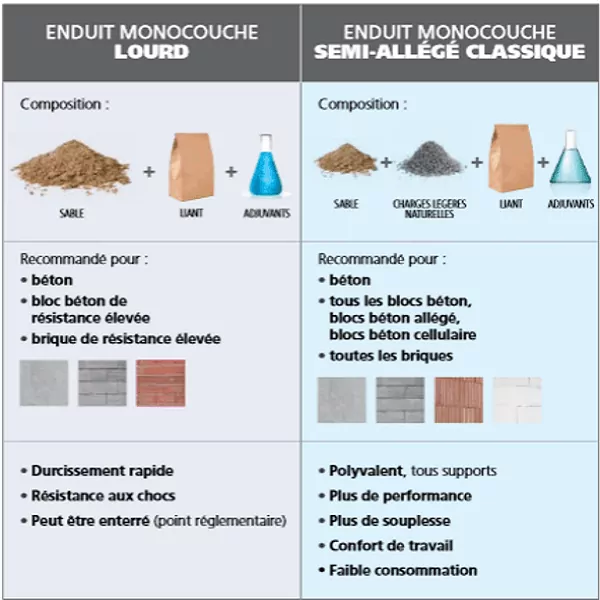 ENDUIT MONOCOUCHE
LOURD
Composition :
+
+
SABLE
LIANT
ADJUVANTS
Recommandé pour :
• béton
• bloc béton de
résistance élevée
• brique de résistance élevée
• Durcissement rapide
• Résistance aux chocs
• Peut être enterré (point réglementaire)
ENDUIT MONOCOUCHE
SEMI-ALLÉGÉ CLASSIQUE
Composition :
+
+
+
SABLE
CHARGES LÉGÈRES
NATURELLES
LIANT
ADJUVANTS
Recommandé pour :
• béton
• tous les blocs béton,
blocs béton allégé,
blocs béton cellulaire
• toutes les briques
• Polyvalent, tous supports
• Plus de performance
• Plus de souplesse
• Confort de travail
• Faible consommation